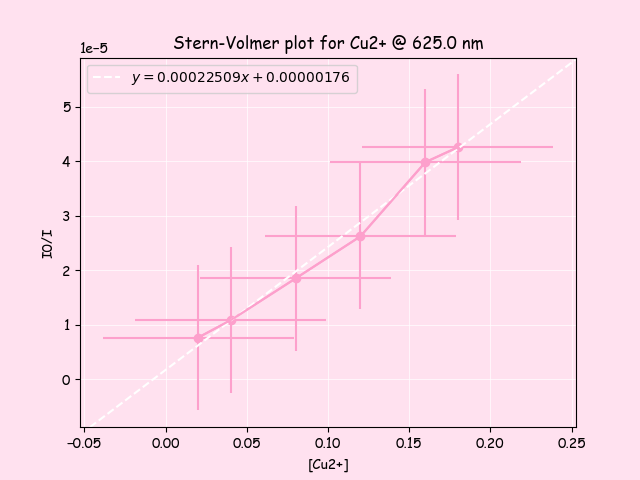 Stern-Volmer plot for Cu2+ @ 625.0 nm
1e-5
y = 0.00022509x + 0.00000176
5
4
3
2
1
0
I0/I
-0.05 0.00 0.05 0.10 0.15 0.20 0.25
[Cu2+]